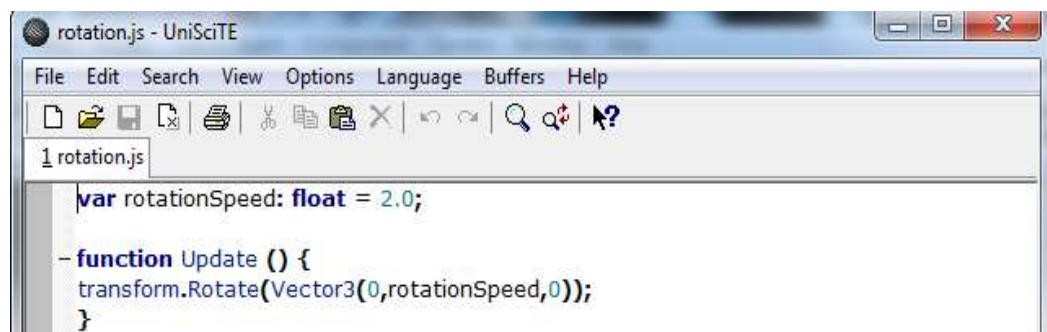 rotation.js - UniSciTE
File Edit Search View Options Language Buffers Help
1 rotation.js
var rotationSpeed: float = 2.0;
function Update () {
transform.Rotate(Vector3(0,rotationSpeed,0));
}